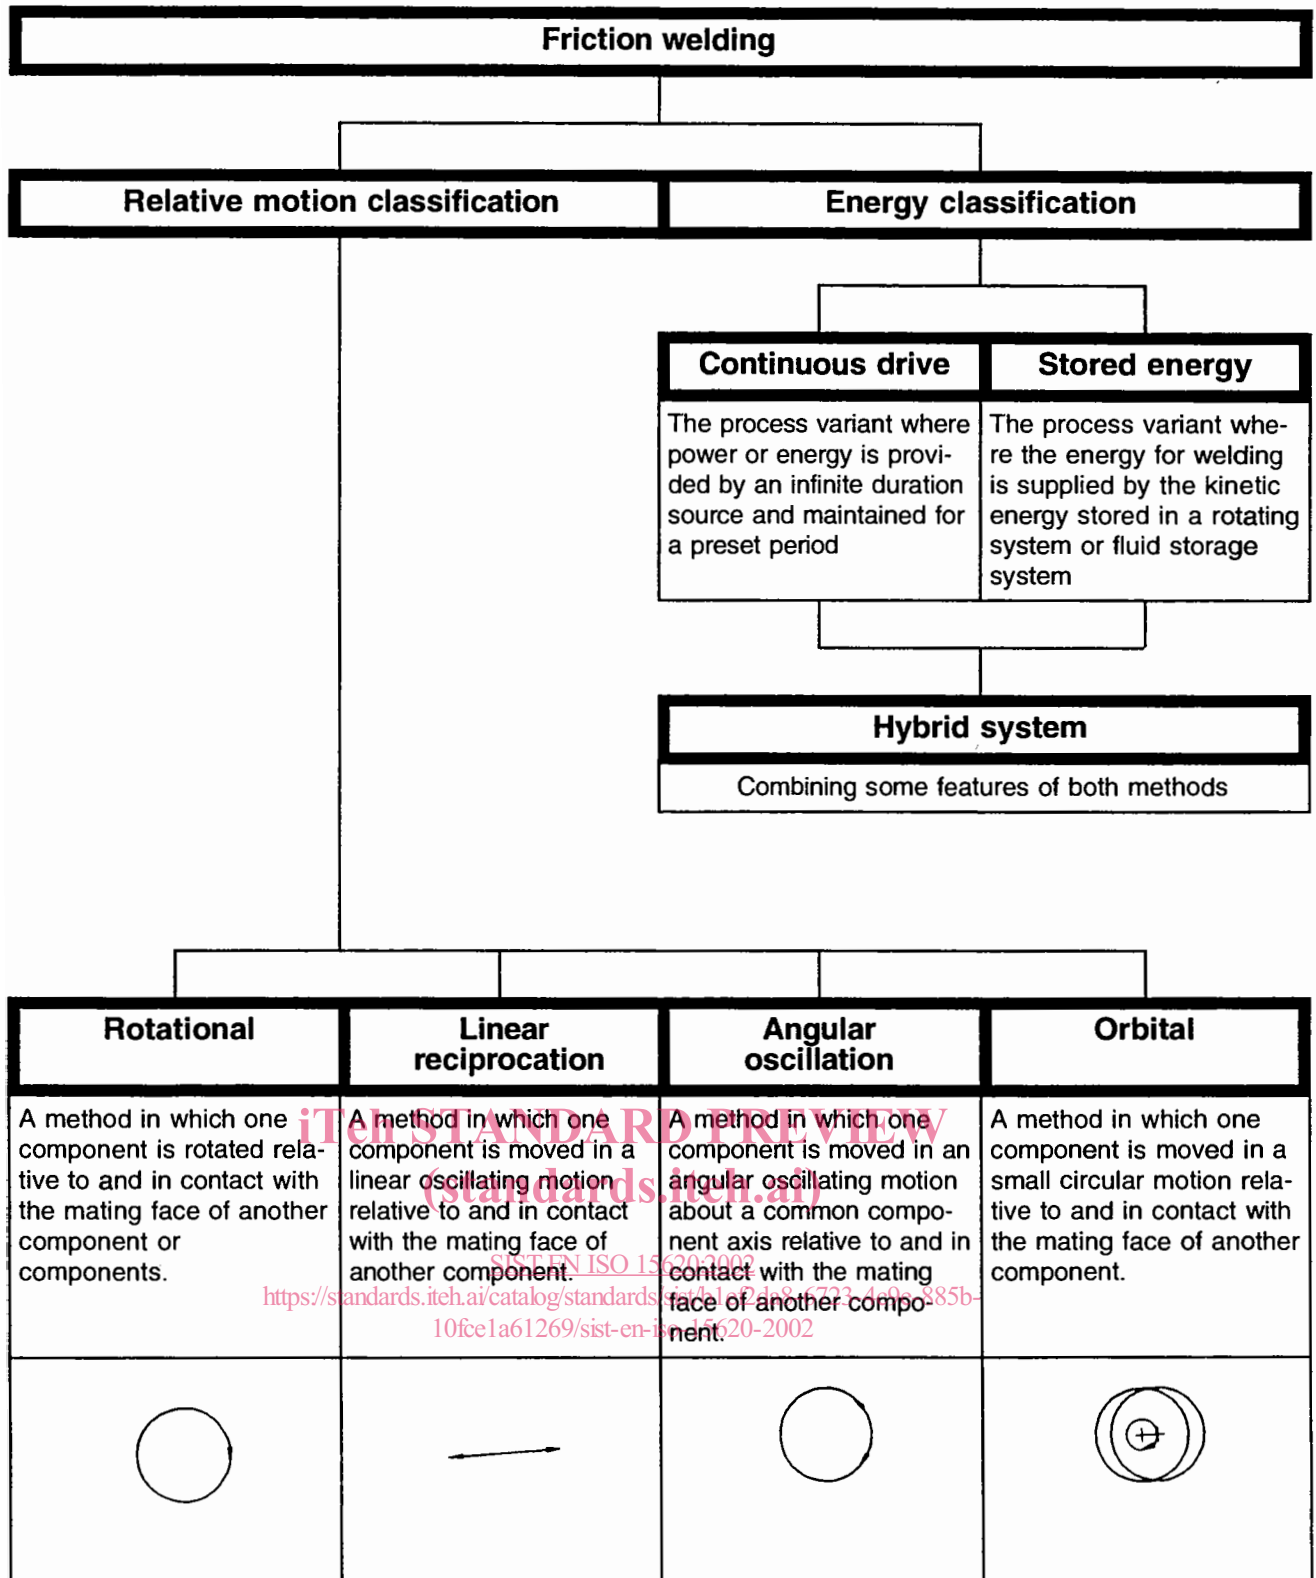 Friction welding
Relative motion classification
Energy classification
Continuous drive
The process variant where
power or energy is provi-
ded by an infinite duration
source and maintained for
a preset period
Stored energy
The process variant whe-
re the energy for welding
is supplied by the kinetic
energy stored in a rotating
system or fluid storage
system
Hybrid system
Combining some features of both methods
Rotational
A method in which one
component is rotated rela-
tive to and in contact with
the mating face of another
component or
components.
Linear
reciprocation
A method in which one
component is moved in a
linear oscillating motion
relative to and in contact
with the mating face of
another component.
Angular
oscillation
A method in which one
component is moved in an
angular oscillating motion
about a common compo-
nent axis relative to and in
contact with the mating
face of another compo-
nent.
Orbital
A method in which one
component is moved in a
small circular motion rela-
tive to and in contact with
the mating face of another
component.
iTeh STANDARD PREVIEW
(standards.iteh.ai)
SIST EN ISO 15620:2002
https://standards.iteh.ai/catalog/standards/sist/
10fce1a61269/sist-en-iso-15620-2002